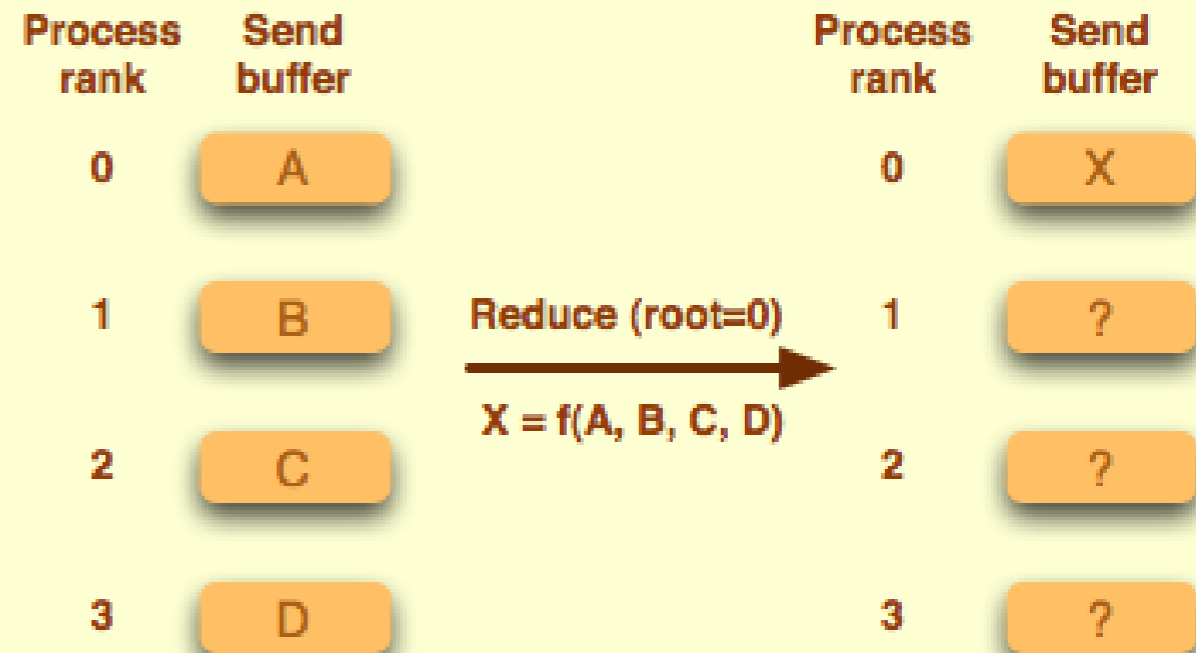 Process rank
Send buffer
Process rank
Send buffer
0 A
0 X
1 B
Reduce (root=0)
1 ?
X = f(A, B, C, D)
2 C
2 ?
3 D
3 ?